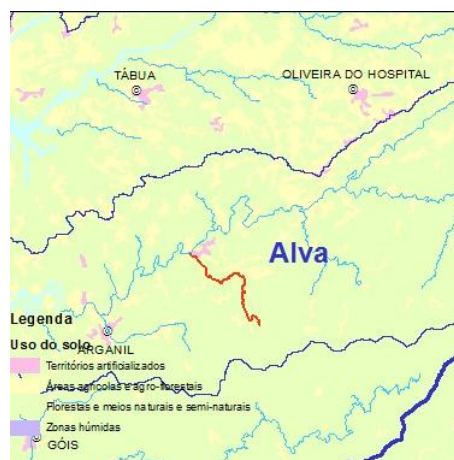 TÁBUA
OLIVEIRA DO HOSPITAL
Alva
Legenda
Uso do solo
ARGANIL
Territórios artificializados
Áreas agrícolas e agro-florestais
Florestas e meios naturais e semi-naturais
Zonas húmidas
GÓIS